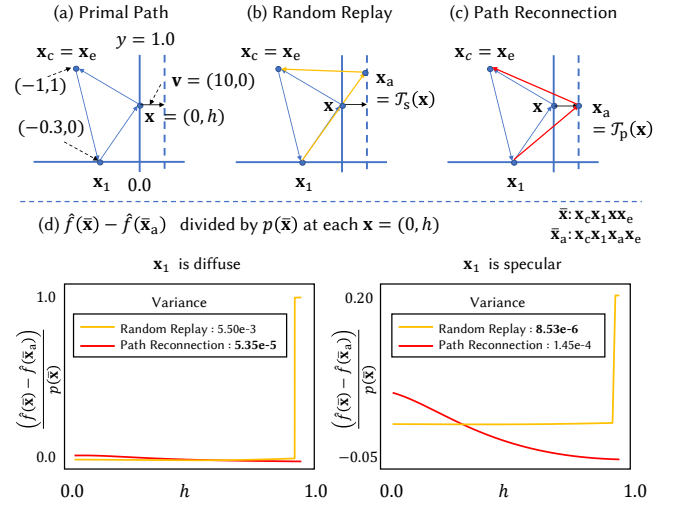 (a) Primal Path
(b) Random Replay
(c) Path Reconnection
x_c = x_e
y = 1.0
v = (10,0)
(−1,1)
x = (0, h)
(−0.3,0)
x_1
0.0
x_c = x_e
x_a
x
= 𝒯_s(x)
x_1
x_c = x_e
x
x_a
= 𝒯_p(x)
x_1
(d) f̂(x̄) − f̂(x̄_a) divided by p(x̄) at each x = (0, h)
x̄: x_c x_1 x x_e
x̄_a: x_c x_1 x_a x_e
x_1 is diffuse
1.0
Variance
Random Replay : 5.50e-3
Path Reconnection : 5.35e-5
(f̂(x̄) − f̂(x̄_a)) / p(x̄)
0.0
0.0
h
1.0
x_1 is specular
0.20
Variance
Random Replay : 8.53e-6
Path Reconnection : 1.45e-4
(f̂(x̄) − f̂(x̄_a)) / p(x̄)
−0.05
0.0
h
1.0